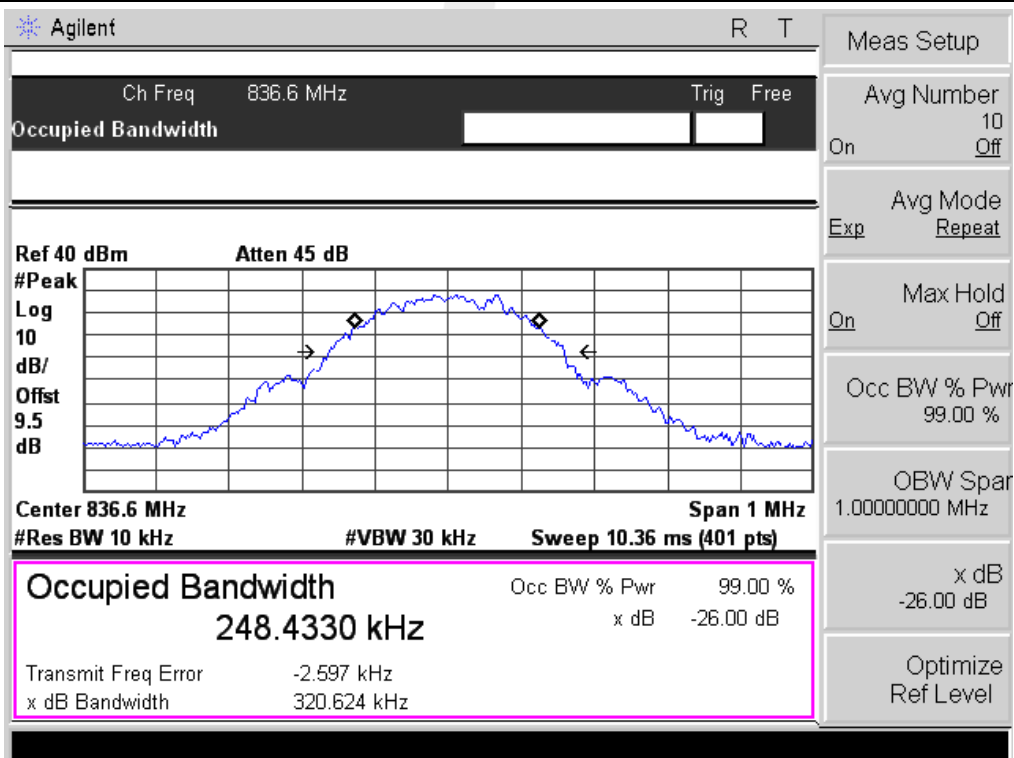 Agilent R T
Ch Freq 836.6 MHz Trig Free
Occupied Bandwidth
Ref 40 dBm Atten 45 dB
#Peak
Log
10
dB/
Offst
9.5
dB
Center 836.6 MHz Span 1 MHz
#Res BW 10 kHz #VBW 30 kHz Sweep 10.36 ms (401 pts)
Occupied Bandwidth Occ BW % Pwr 99.00 %
248.4330 kHz x dB -26.00 dB
Transmit Freq Error -2.597 kHz
x dB Bandwidth 320.624 kHz
Meas Setup
Avg Number
10
On Off
Avg Mode
Exp Repeat
Max Hold
On Off
Occ BW % Pwr
99.00 %
OBW Span
1.00000000 MHz
x dB
-26.00 dB
Optimize
Ref Level